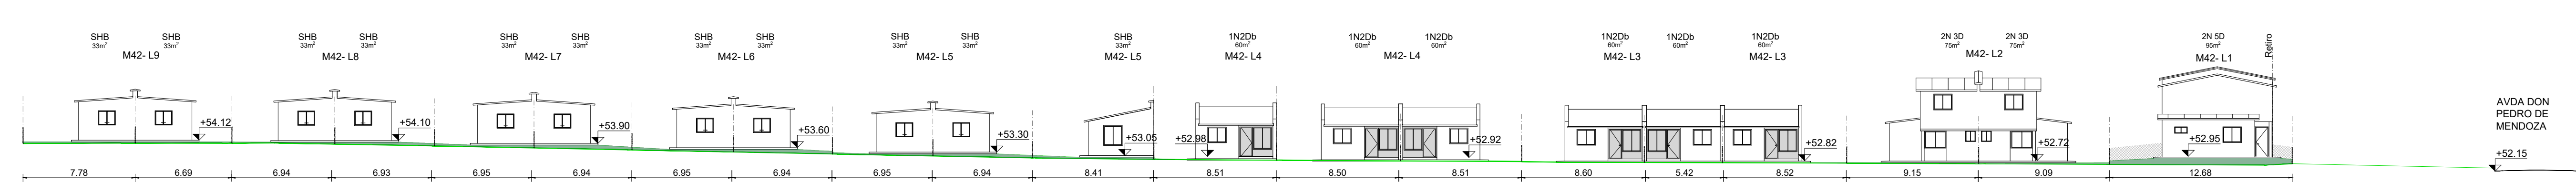 SHB SHB
33m² 33m²
M42- L9
SHB SHB
33m² 33m²
M42- L8
SHB SHB
33m² 33m²
M42- L7
SHB SHB
33m² 33m²
M42- L6
SHB SHB
33m² 33m²
M42- L5
SHB
33m²
M42- L5
1N2Db
60m²
M42- L4
1N2Db 1N2Db
60m² 60m²
M42- L4
1N2Db 1N2Db
60m² 60m²
M42- L3
1N2Db
60m²
M42- L3
2N 3D 2N 3D
75m² 75m²
M42- L2
2N 5D
95m²
M42- L1
Retiro
AVDA DON
PEDRO DE
MENDOZA
+54.12
+54.10
+53.90
+53.60
+53.30
+53.05
+52.98
+52.92
+52.82
+52.72
+52.95
+52.15
7.78 6.69 6.94 6.93 6.95 6.94 6.95 6.94 6.95 6.94 8.41 8.51 8.50 8.51 8.60 5.42 8.52 9.15 9.09 12.68